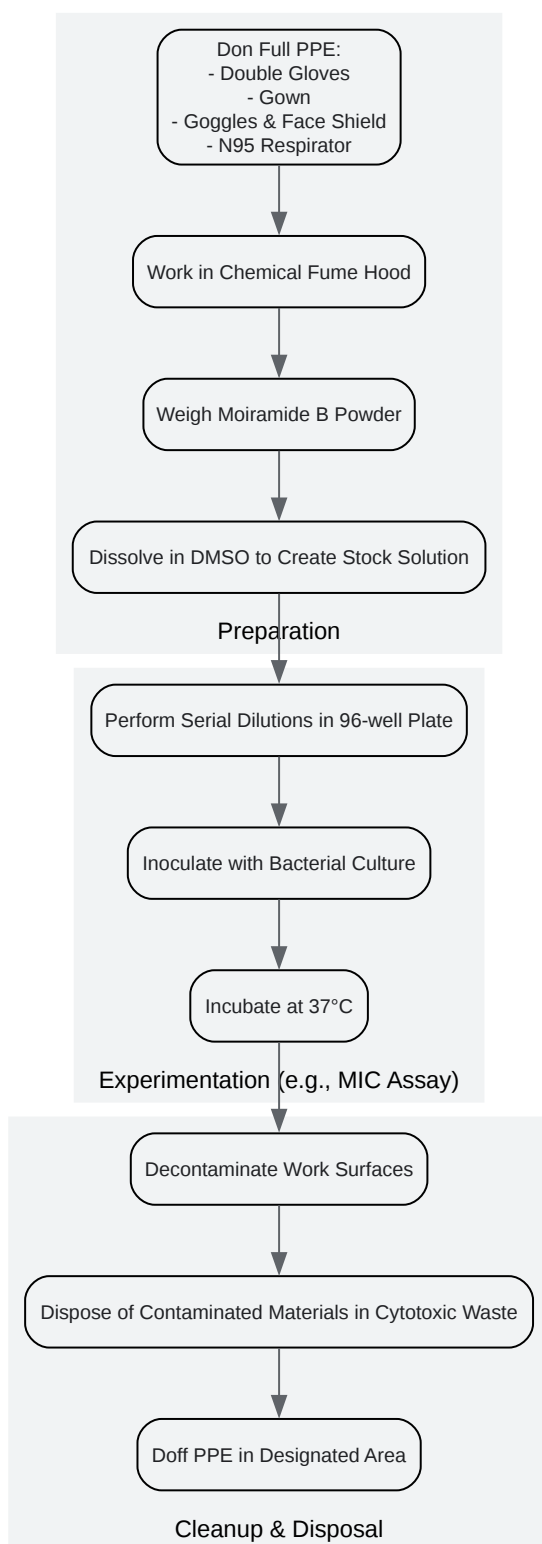 Don Full PPE:
- Double Gloves
- Gown
- Goggles & Face Shield
- N95 Respirator
Work in Chemical Fume Hood
Weigh Moiramide B Powder
Dissolve in DMSO to Create Stock Solution
Preparation
Perform Serial Dilutions in 96-well Plate
Inoculate with Bacterial Culture
Incubate at 37°C
Experimentation (e.g., MIC Assay)
Decontaminate Work Surfaces
Dispose of Contaminated Materials in Cytotoxic Waste
Doff PPE in Designated Area
Cleanup & Disposal